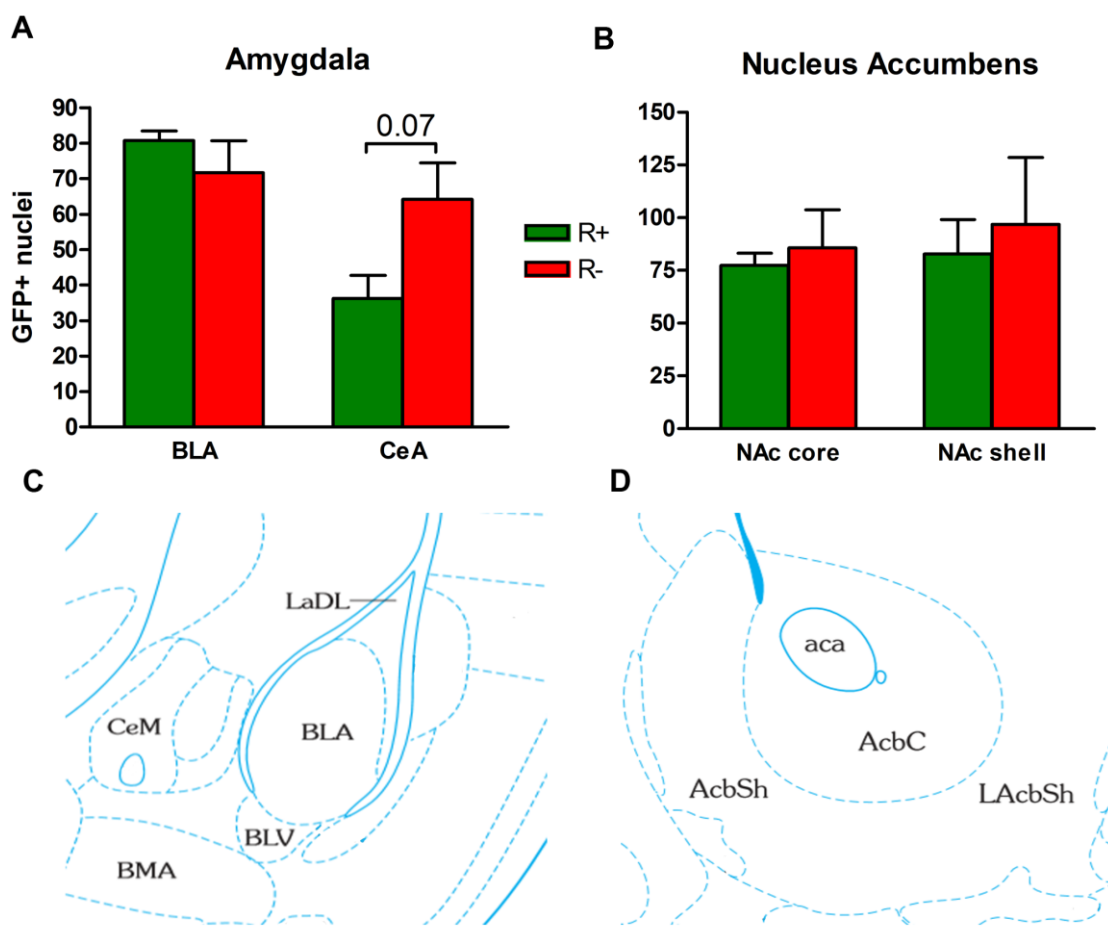 A
Amygdala
GFP+ nuclei
90
80
70
60
50
40
30
20
10
0
0.07
BLA
CeA
R+
R-
B
Nucleus Accumbens
150
125
100
75
50
25
0
NAc core
NAc shell
C
LaDL
CeM
BLA
BLV
BMA
D
aca
AcbC
AcbSh
LAcbSh